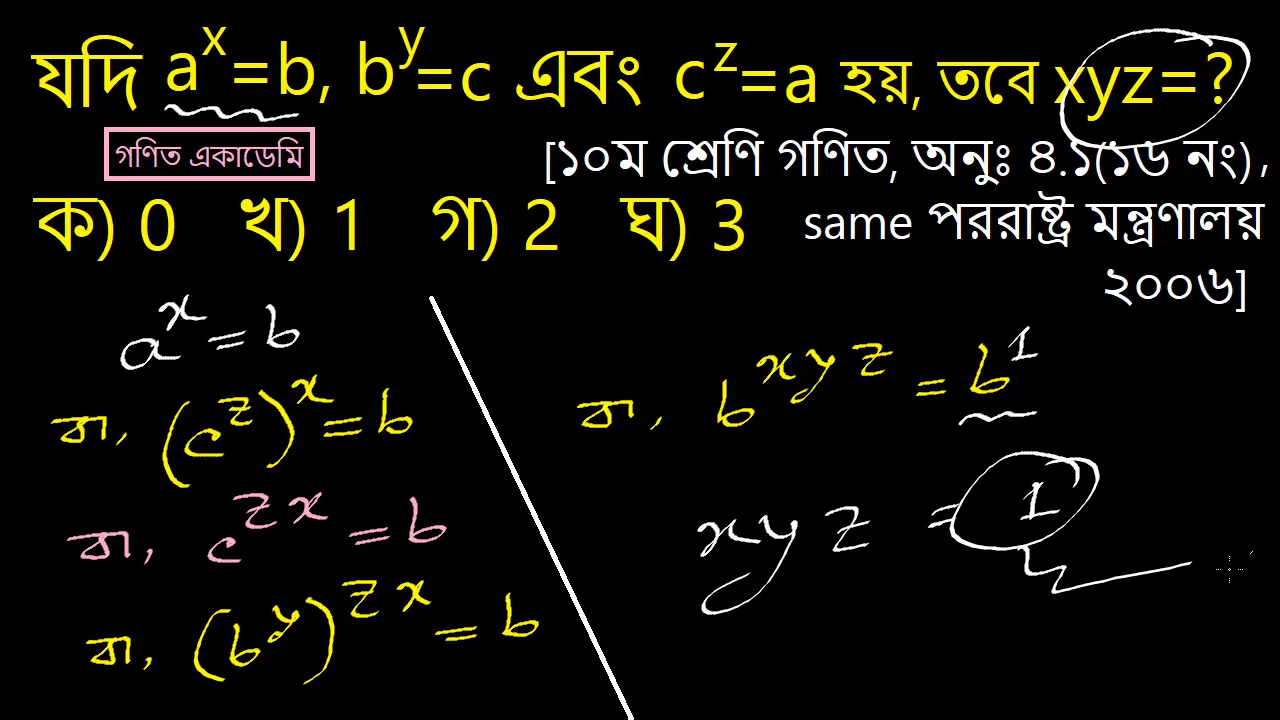 যদি a^x=b, b^y=c এবং c^z=a হয়, তবে xyz=?
গণিত একাডেমি
[১০ম শ্রেণি গণিত, অনুঃ ৪.১(১৬ নং),
ক) 0 খ) 1 গ) 2 ঘ) 3
same পররাষ্ট্র মন্ত্রণালয়
২০০৬]
a^x = b
বা, (c^z)^x = b
বা, c^zx = b
বা, (b^y)^zx = b
বা, b^xyz = b^1
xyz = 1